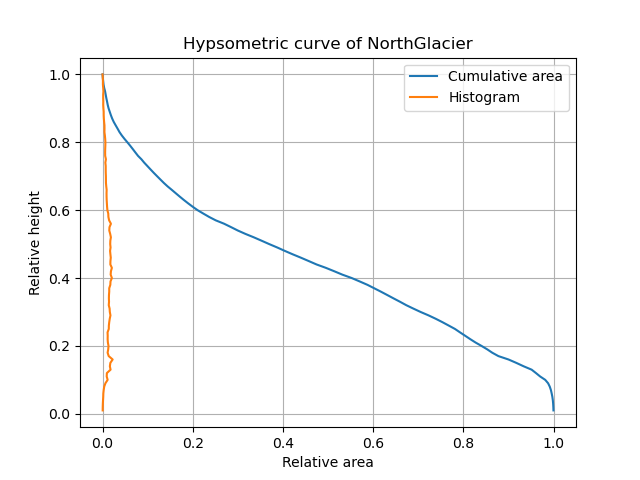 Hypsometric curve of NorthGlacier
Cumulative area
Histogram
Relative height
1.0
0.8
0.6
0.4
0.2
0.0
0.0 0.2 0.4 0.6 0.8 1.0
Relative area